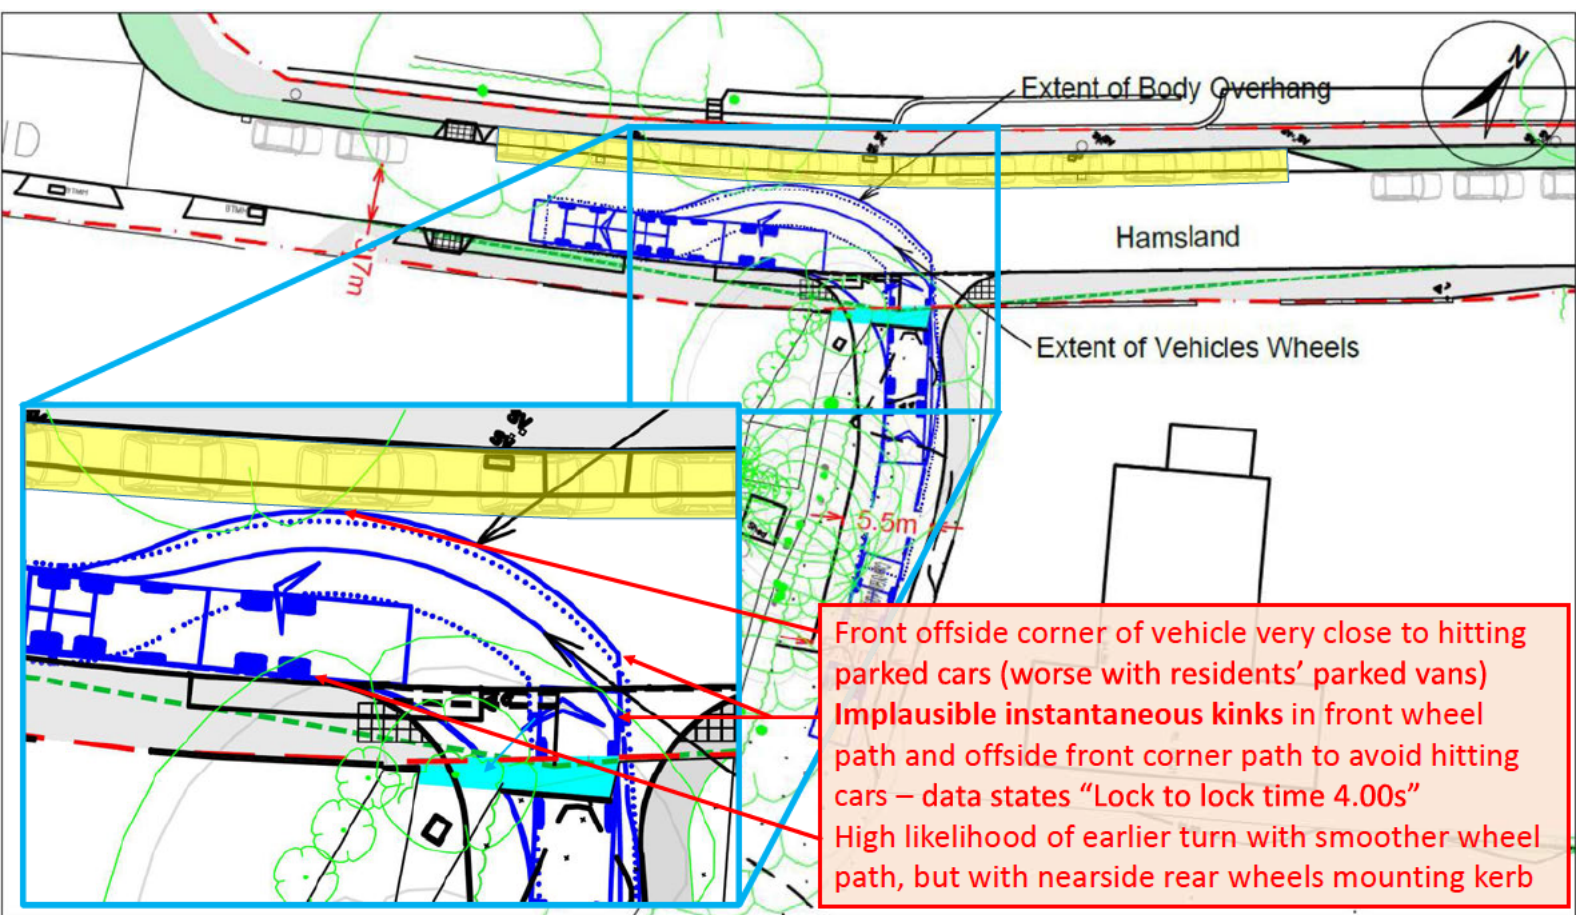 N
Extent of Body Overhang
Hamsland
Extent of Vehicles Wheels
5.5m
Front offside corner of vehicle very close to hitting
parked cars (worse with residents’ parked vans)
Implausible instantaneous kinks in front wheel
path and offside front corner path to avoid hitting
cars – data states “Lock to lock time 4.00s”
High likelihood of earlier turn with smoother wheel
path, but with nearside rear wheels mounting kerb